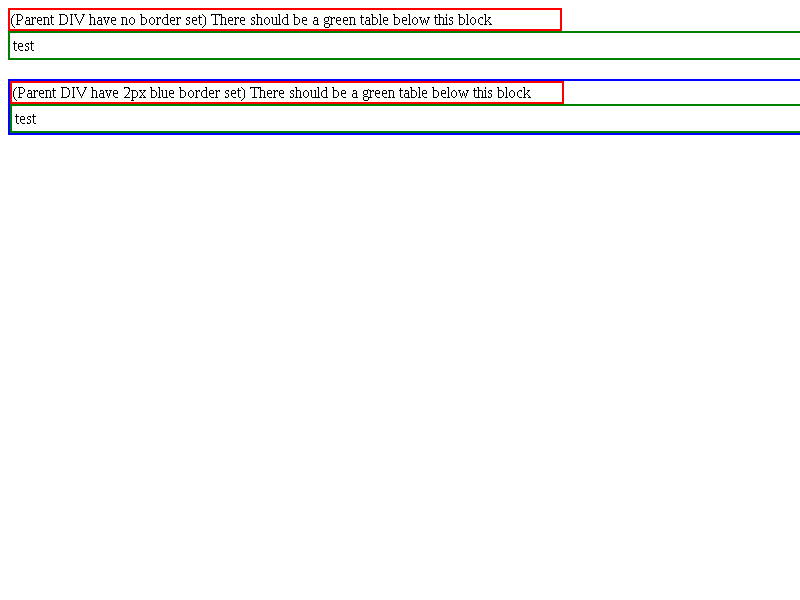 (Parent DIV have no border set) There should be a green table below this block
test
(Parent DIV have 2px blue border set) There should be a green table below this block
test